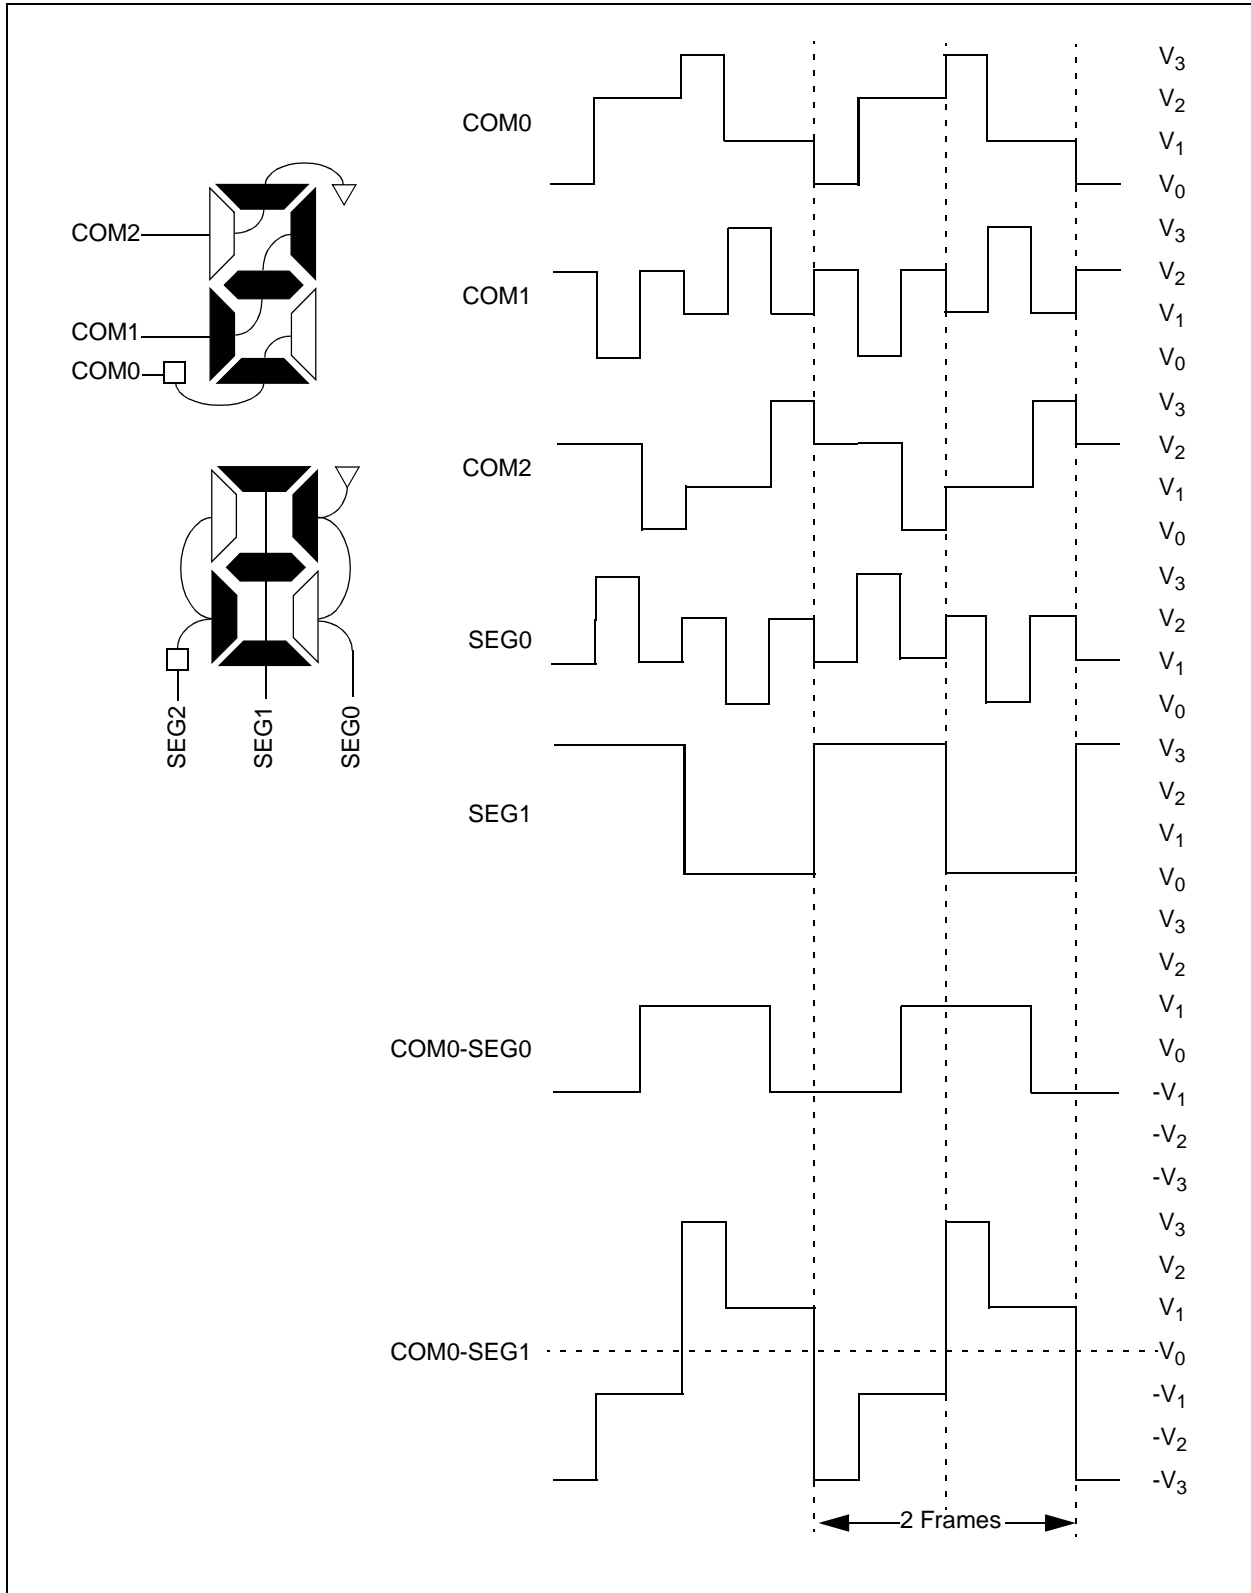 COM2
COM1
COM0
SEG2
SEG1
SEG0
COM0
V3
V2
V1
V0
COM1
V3
V2
V1
V0
COM2
V3
V2
V1
V0
SEG0
V3
V2
V1
V0
SEG1
V3
V2
V1
V0
COM0-SEG0
V3
V2
V1
V0
-V1
-V2
-V3
COM0-SEG1
V3
V2
V1
V0
-V1
-V2
-V3
2 Frames